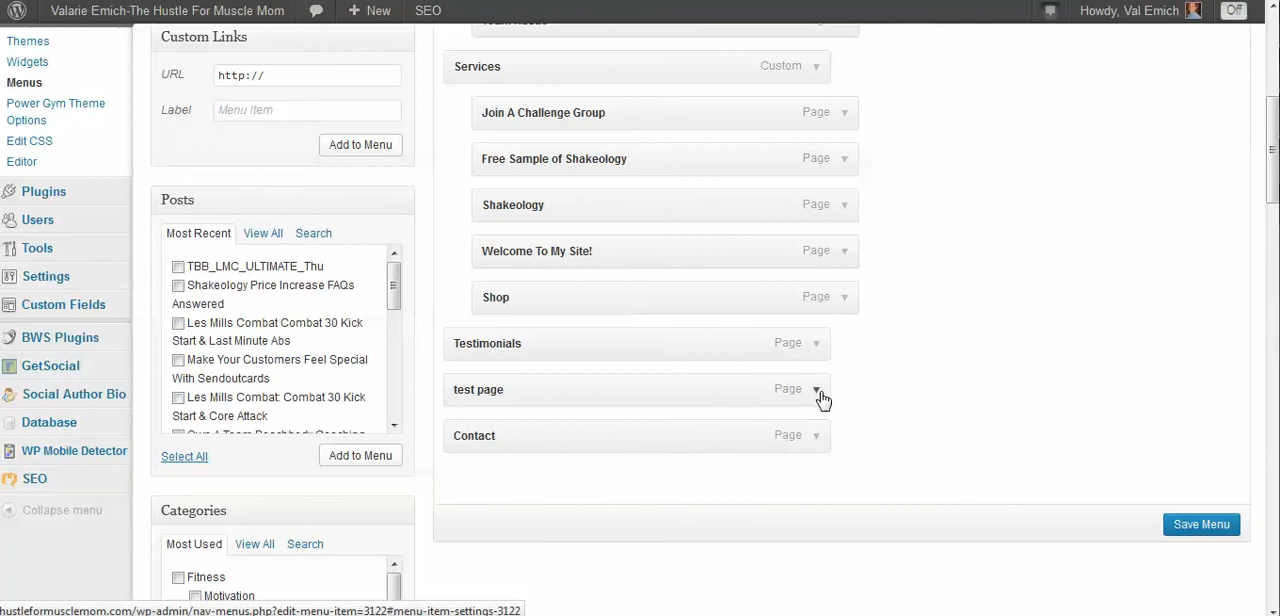 Valarie Emich-The Hustle For Muscle Mom
New
SEO
Howdy, Val Emich
Off
Themes
Widgets
Menus
Power Gym Theme
Options
Edit CSS
Editor
Plugins
Users
Tools
Settings
Custom Fields
BWS Plugins
GetSocial
Social Author Bio
Database
WP Mobile Detector
SEO
Collapse menu
Custom Links
URL
http://
Label
Menu Item
Add to Menu
Posts
Most Recent View All Search
TBB_LMC_ULTIMATE_Thu
Shakeology Price Increase FAQs
Answered
Les Mills Combat Combat 30 Kick
Start & Last Minute Abs
Make Your Customers Feel Special
With Sendoutcards
Les Mills Combat: Combat 30 Kick
Start & Core Attack
Select All
Add to Menu
Categories
Most Used View All Search
Fitness
Motivation
Services Custom
Join A Challenge Group Page
Free Sample of Shakeology Page
Shakeology Page
Welcome To My Site! Page
Shop Page
Testimonials Page
test page Page
Contact Page
Save Menu
hustleformusclemom.com/wp-admin/nav-menus.php?edit-menu-item=3122#menu-item-settings-3122